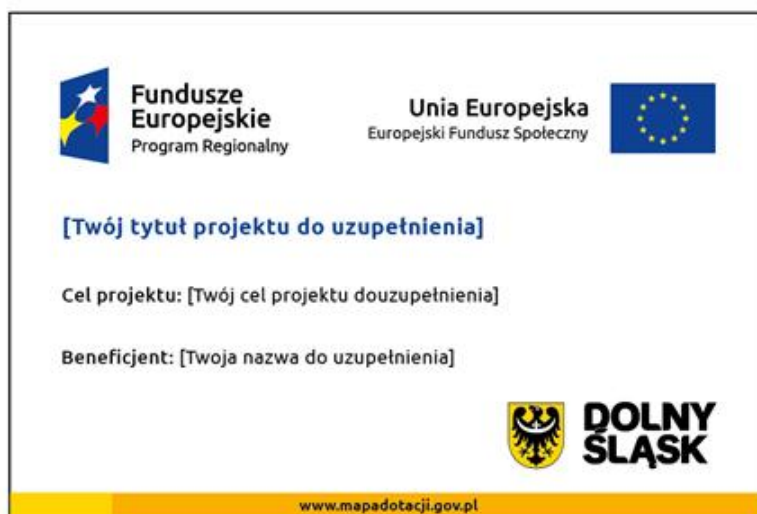 Fundusze
Europejskie
Program Regionalny
Unia Europejska
Europejski Fundusz Społeczny
[Twój tytuł projektu do uzupełnienia]
Cel projektu: [Twój cel projektu douzupełnienia]
Beneficjent: [Twoja nazwa do uzupełnienia]
DOLNY
ŚLĄSK
www.mapadotacji.gov.pl